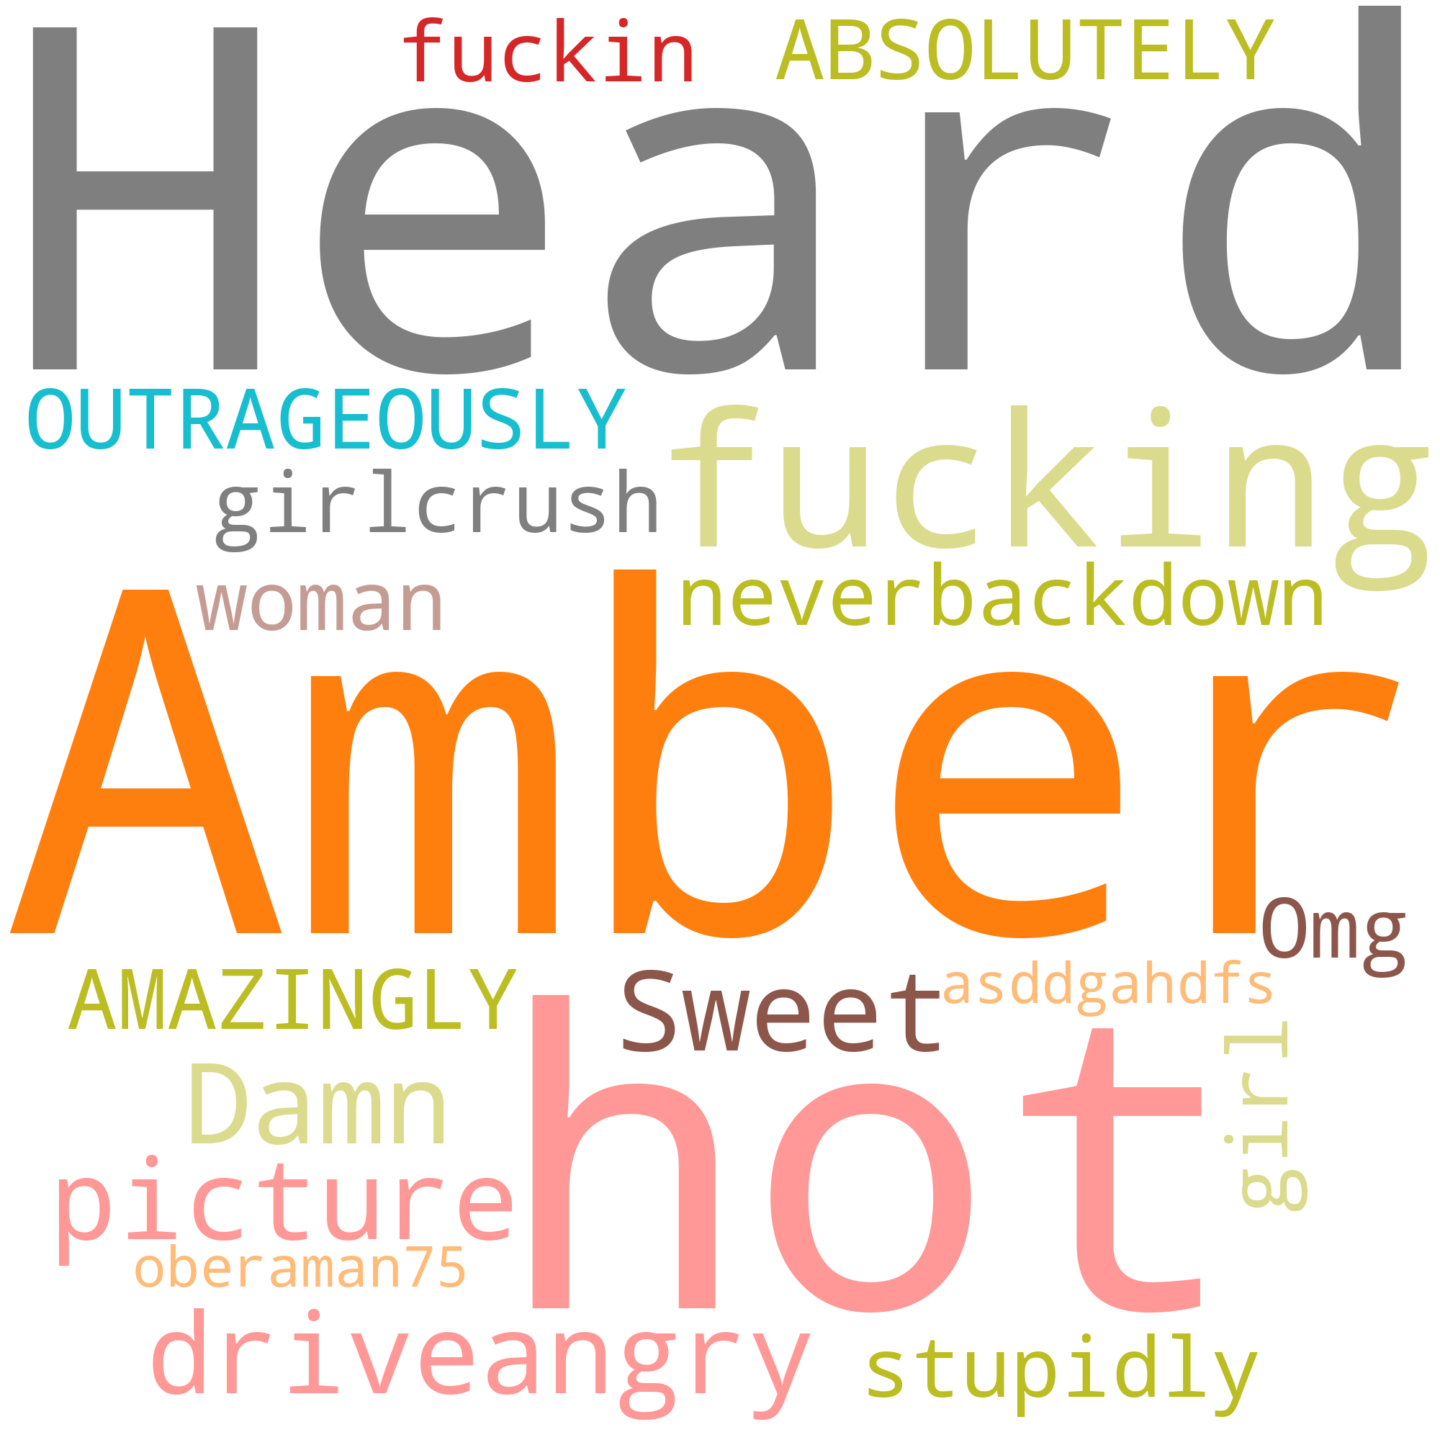 fuckin ABSOLUTELY
Heard
OUTRAGEOUSLY
fucking
girlcrush
woman
neverbackdown
Amber
Omg
AMAZINGLY
Sweet
asddgahdfs
hot
girl
Damn
picture
oberaman75
driveangry
stupidly